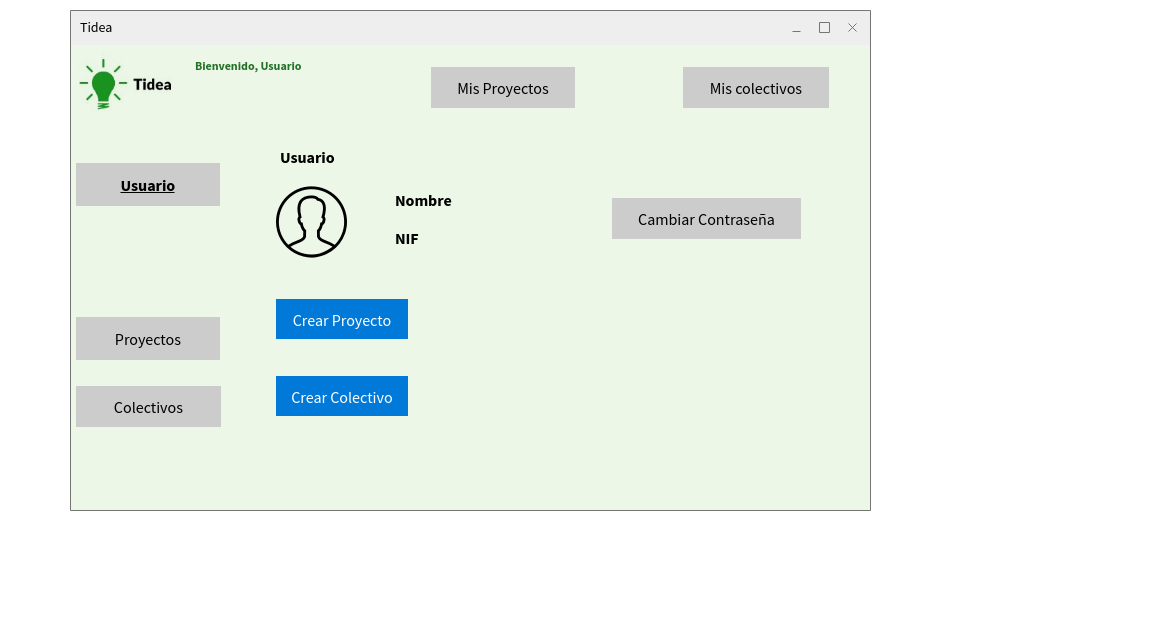 Tidea
Bienvenido, Usuario
Tidea
Mis Proyectos
Mis colectivos
Usuario
Usuario
Nombre
Cambiar Contraseña
NIF
Crear Proyecto
Proyectos
Crear Colectivo
Colectivos